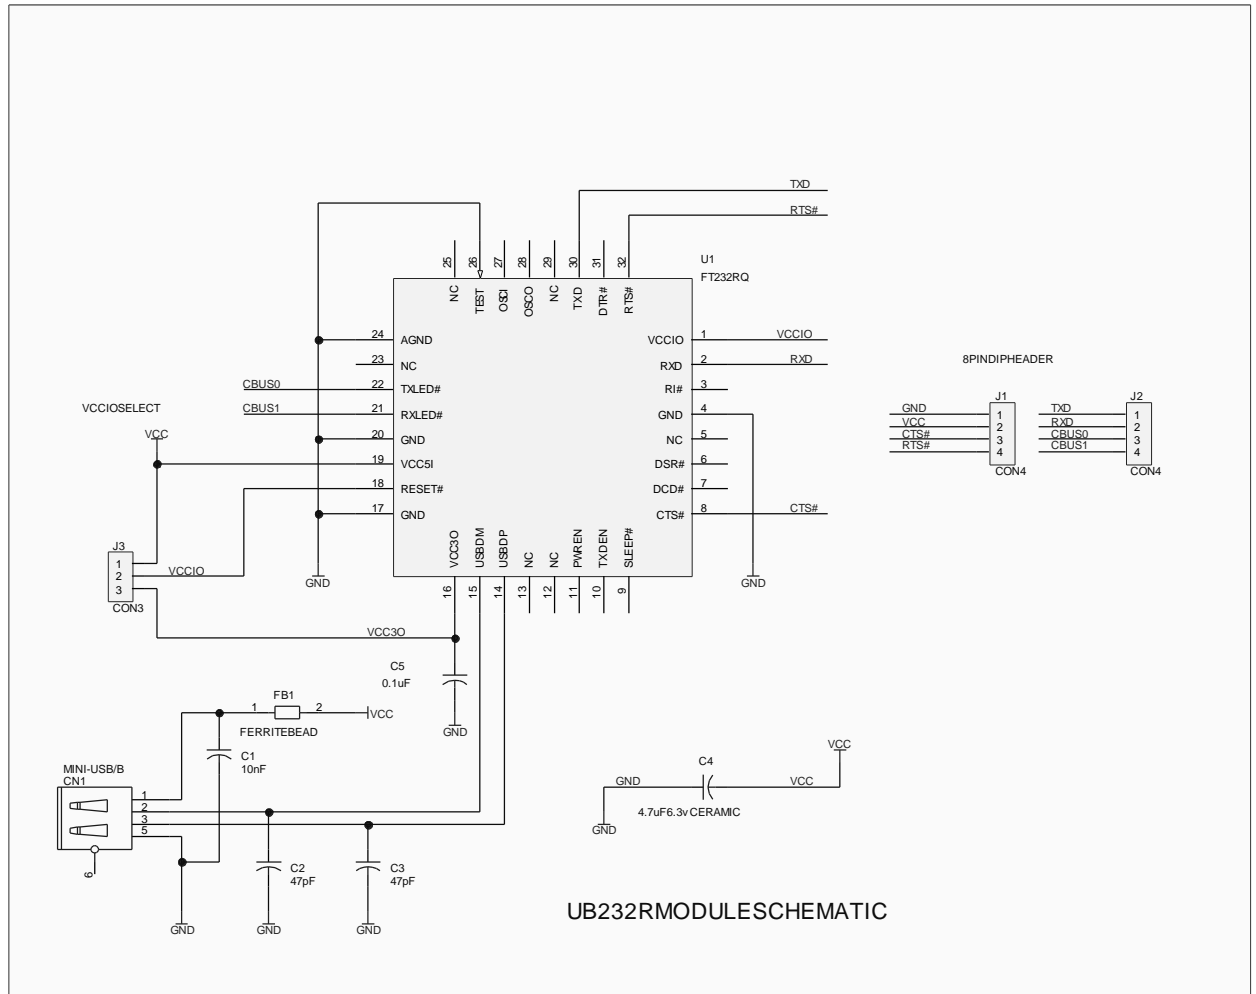 TXD
RTS#
U1
FT232RQ
25
26
27
28
29
30
31
32
NC
TEST
OSCI
OSCO
NC
TXD
DTR#
RTS#
24
AGND
23
NC
CBUS0
22
TXLED#
CBUS1
21
RXLED#
20
GND
19
VCC5I
18
RESET#
17
GND
VCCIO
1
VCCIO
RXD
2
RXD
RI#
3
GND
4
NC
5
DSR#
6
DCD#
7
CTS#
8
CTS#
VCC3O
USBDM
USBDP
NC
NC
PWREN
TXDEN
SLEEP#
16
15
14
13
12
11
10
9
GND
GND
VCCIOSELECT
VCC
J3
1
2
3
VCCIO
CON3
VCC3O
C5
0.1uF
GND
8PINDIPHEADER
J1
GND
1
VCC
2
CTS#
3
RTS#
4
CON4
J2
TXD
1
RXD
2
CBUS0
3
CBUS1
4
CON4
FB1
1
2
VCC
FERRITEBEAD
C1
10nF
MINI-USB/B
CN1
1
2
3
5
6
C2
47pF
C3
47pF
GND
GND
GND
VCC
C4
GND
VCC
4.7uF6.3vCERAMIC
GND
UB232RMODULESCHEMATIC